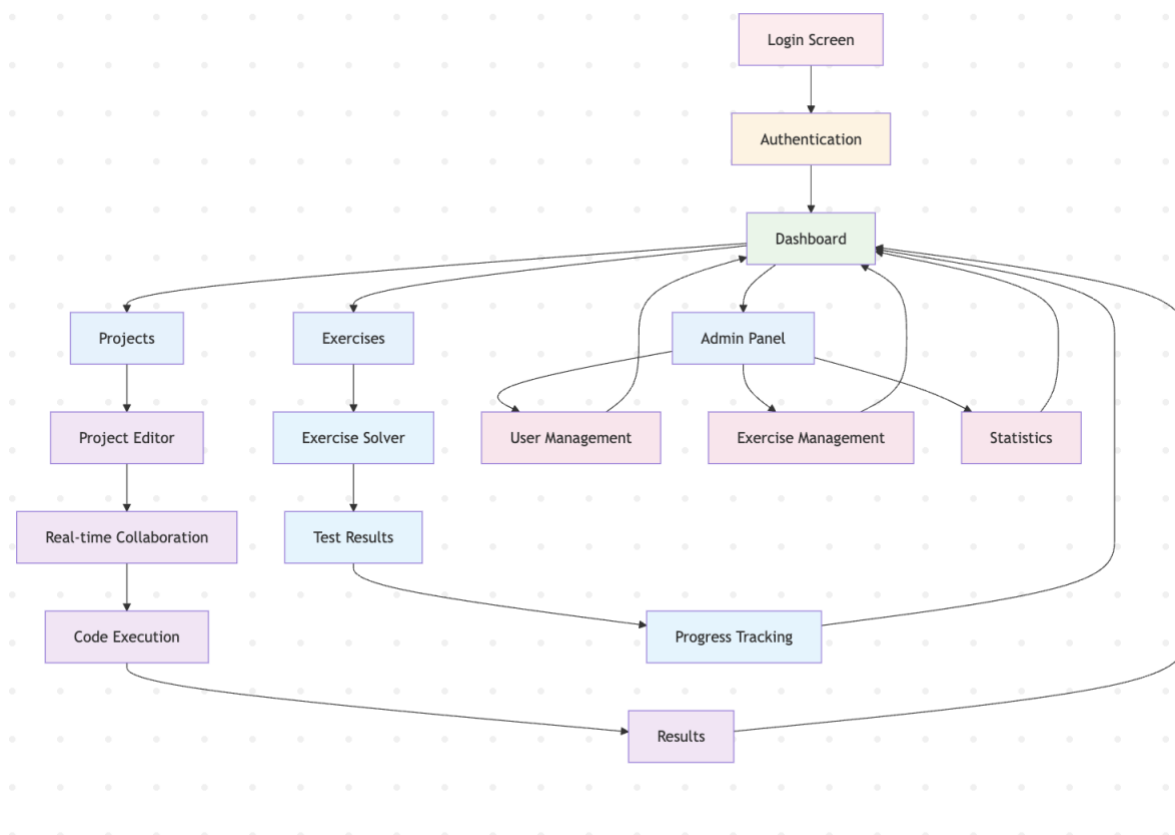 Login Screen
Authentication
Dashboard
Projects
Exercises
Admin Panel
Project Editor
Exercise Solver
User Management
Exercise Management
Statistics
Real-time Collaboration
Test Results
Code Execution
Progress Tracking
Results